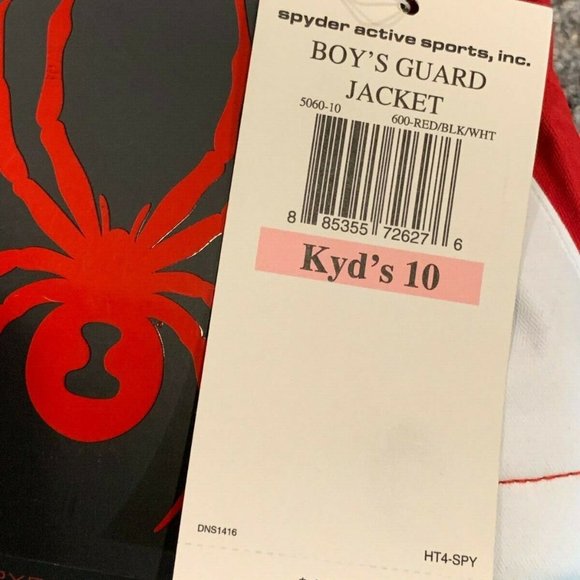 spyder active sports, inc.
BOY'S GUARD
JACKET
5060-10 600-RED/BLK/WHT
8 85355 72627 6
Kyd's 10
DNS1416 HT4-SPY